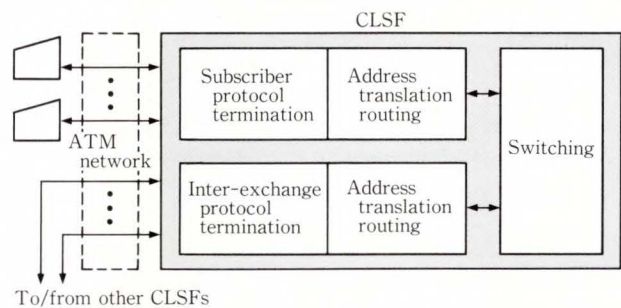 CLSF
Subscriber
protocol
termination
Address
translation
routing
Switching
ATM
network
Inter-exchange
protocol
termination
Address
translation
routing
To/from other CLSFs